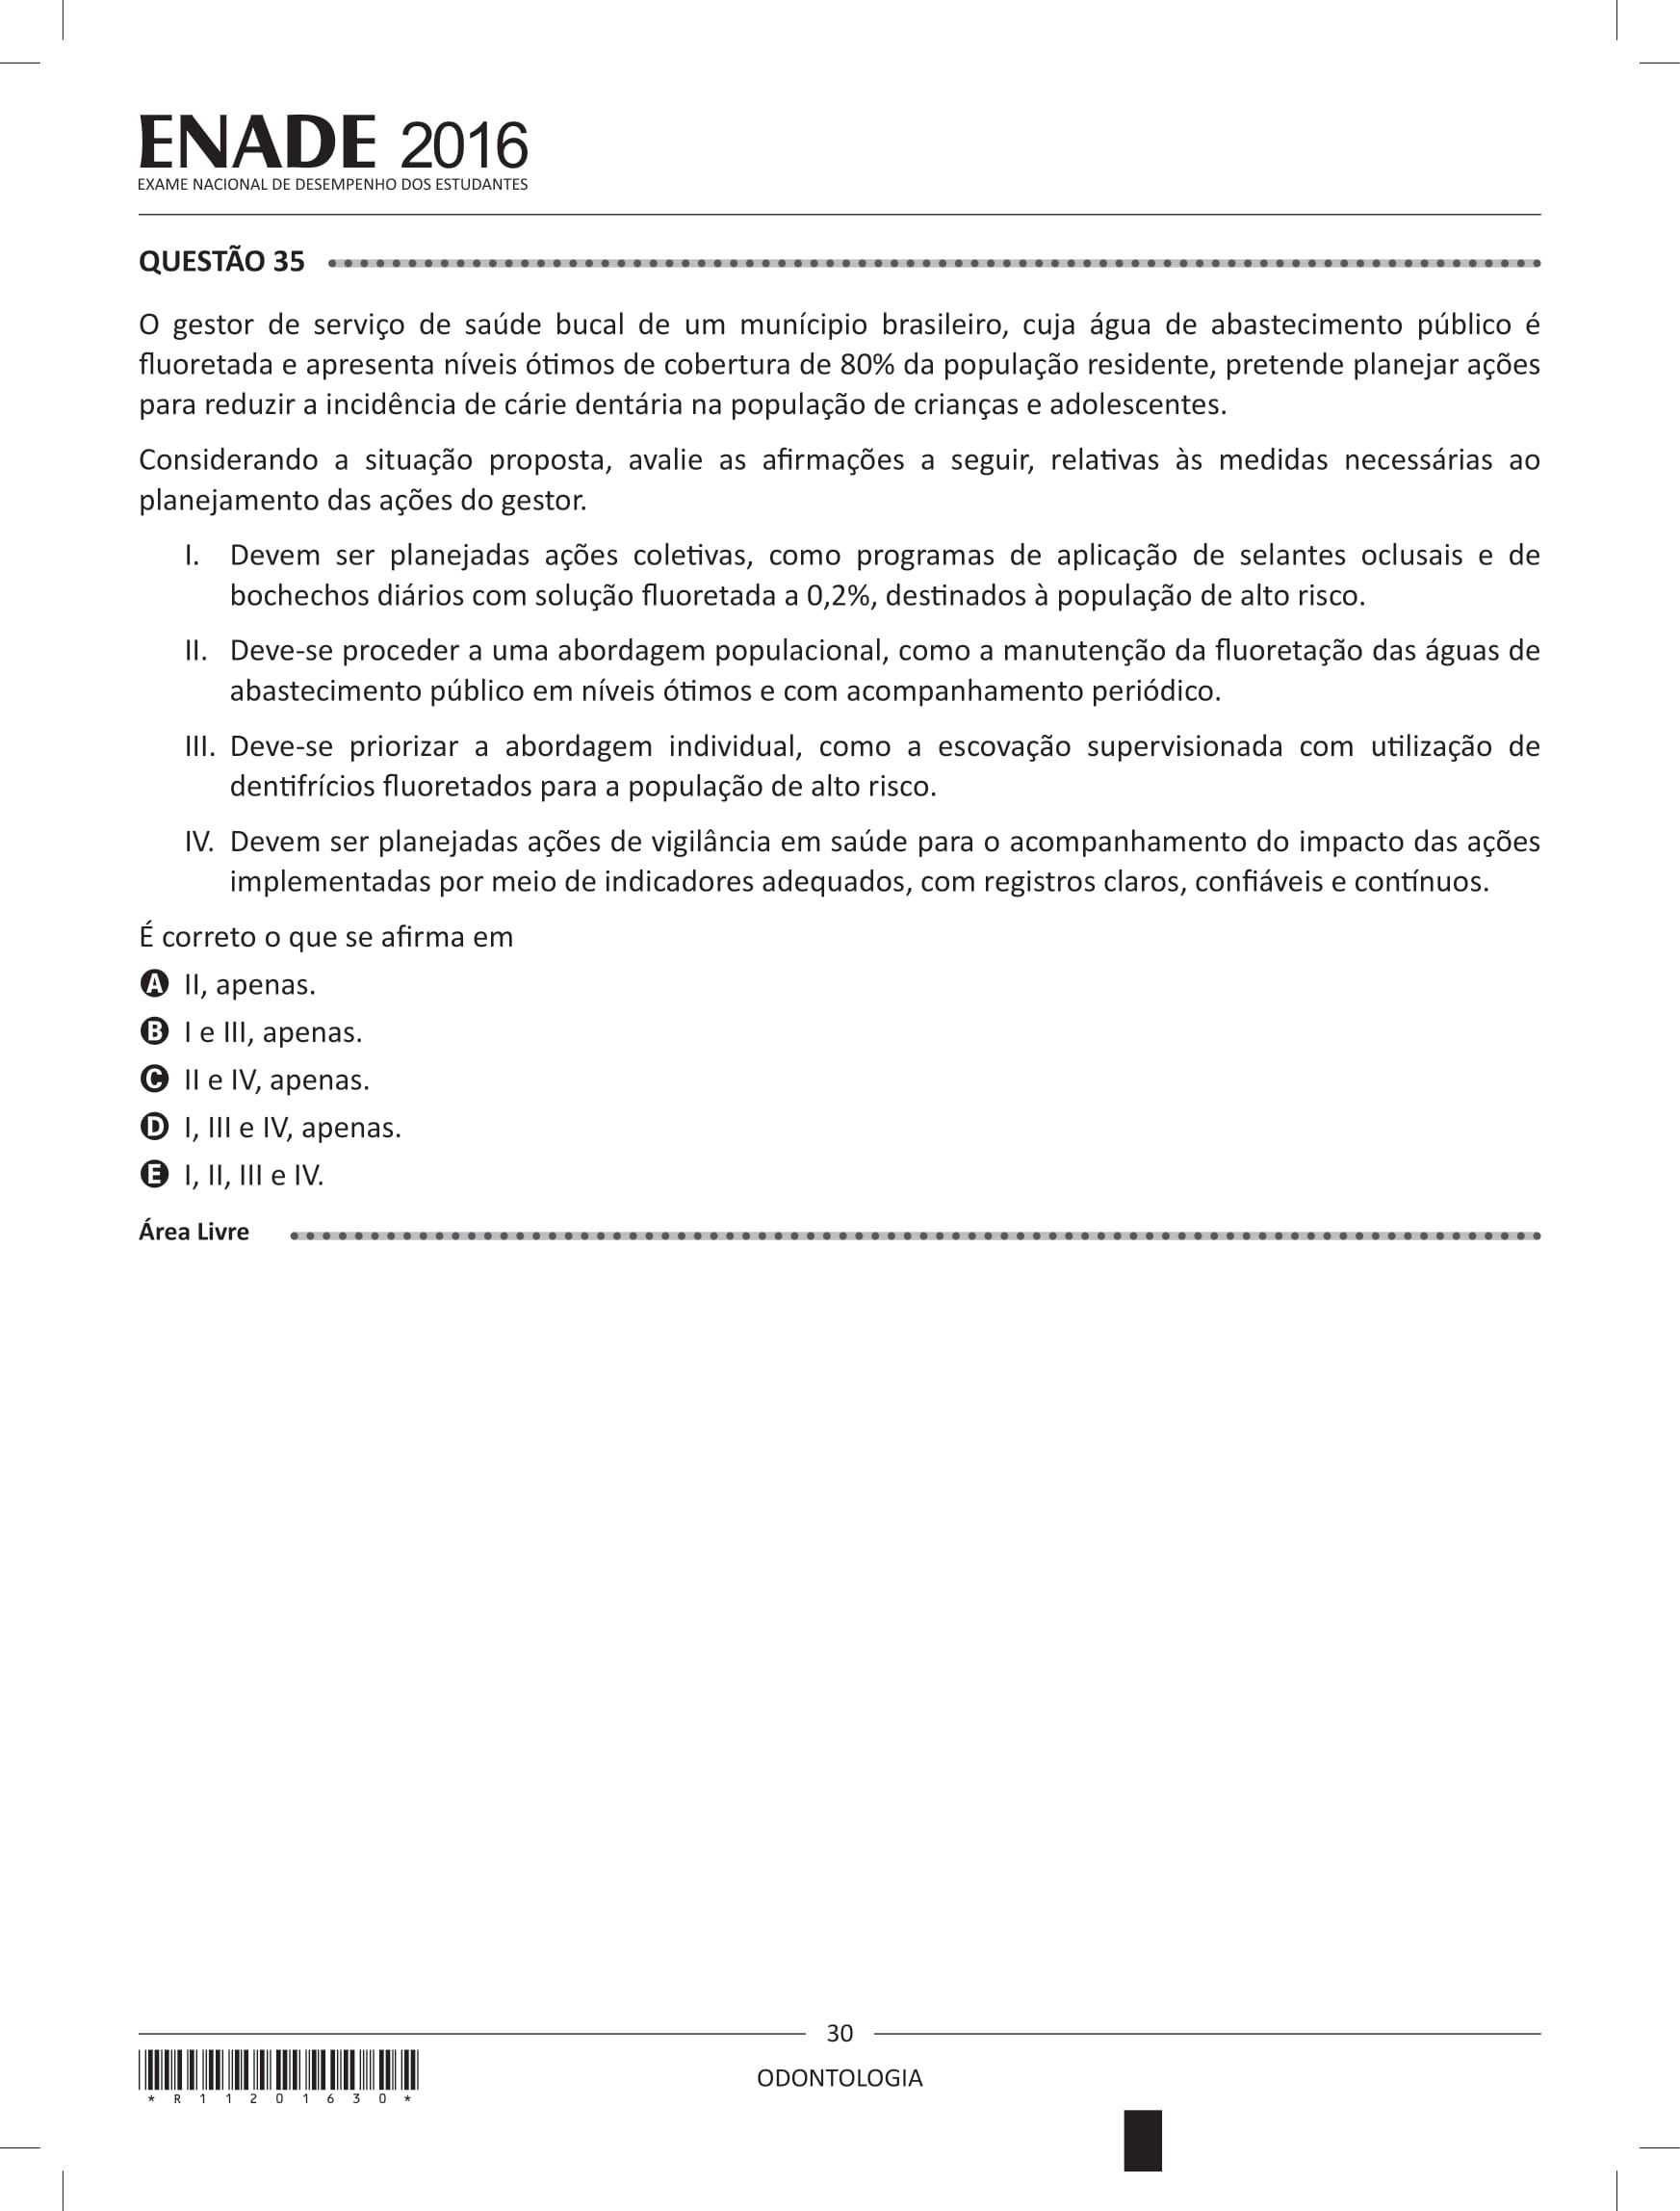 ENADE 2016
EXAME NACIONAL DE DESEMPENHO DOS ESTUDANTES
QUESTÃO 35
O gestor de serviço de saúde bucal de um munícipio brasileiro, cuja água de abastecimento público é
fluoretada e apresenta níveis ótimos de cobertura de 80% da população residente, pretende planejar ações
para reduzir a incidência de cárie dentária na população de crianças e adolescentes.
Considerando a situação proposta, avalie as afirmações a seguir, relativas às medidas necessárias ao
planejamento das ações do gestor.
I. Devem ser planejadas ações coletivas, como programas de aplicação de selantes oclusais e de
bochechos diários com solução fluoretada a 0,2%, destinados à população de alto risco.
II. Deve-se proceder a uma abordagem populacional, como a manutenção da fluoretação das águas de
abastecimento público em níveis ótimos e com acompanhamento periódico.
III. Deve-se priorizar a abordagem individual, como a escovação supervisionada com utilização de
dentifrícios fluoretados para a população de alto risco.
IV. Devem ser planejadas ações de vigilância em saúde para o acompanhamento do impacto das ações
implementadas por meio de indicadores adequados, com registros claros, confiáveis e contínuos.
É correto o que se afirma em
A II, apenas.
B I e III, apenas.
C II e IV, apenas.
D I, III e IV, apenas.
E I, II, III e IV.
Área Livre
30
ODONTOLOGIA
* R 1 1 2 0 1 6 3 0 *